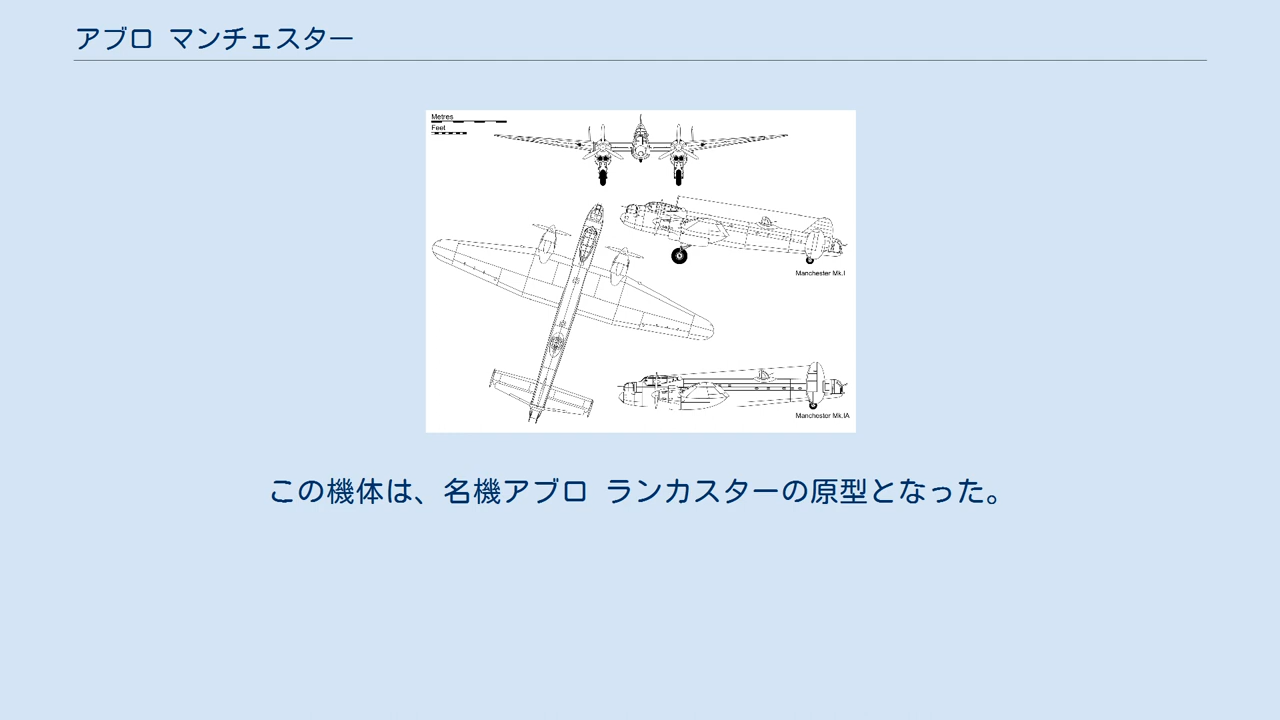 アブロ マンチェスター
Metres
Feet
Manchester Mk.I
Manchester Mk.IA
この機体は、名機アブロ ランカスターの原型となった。